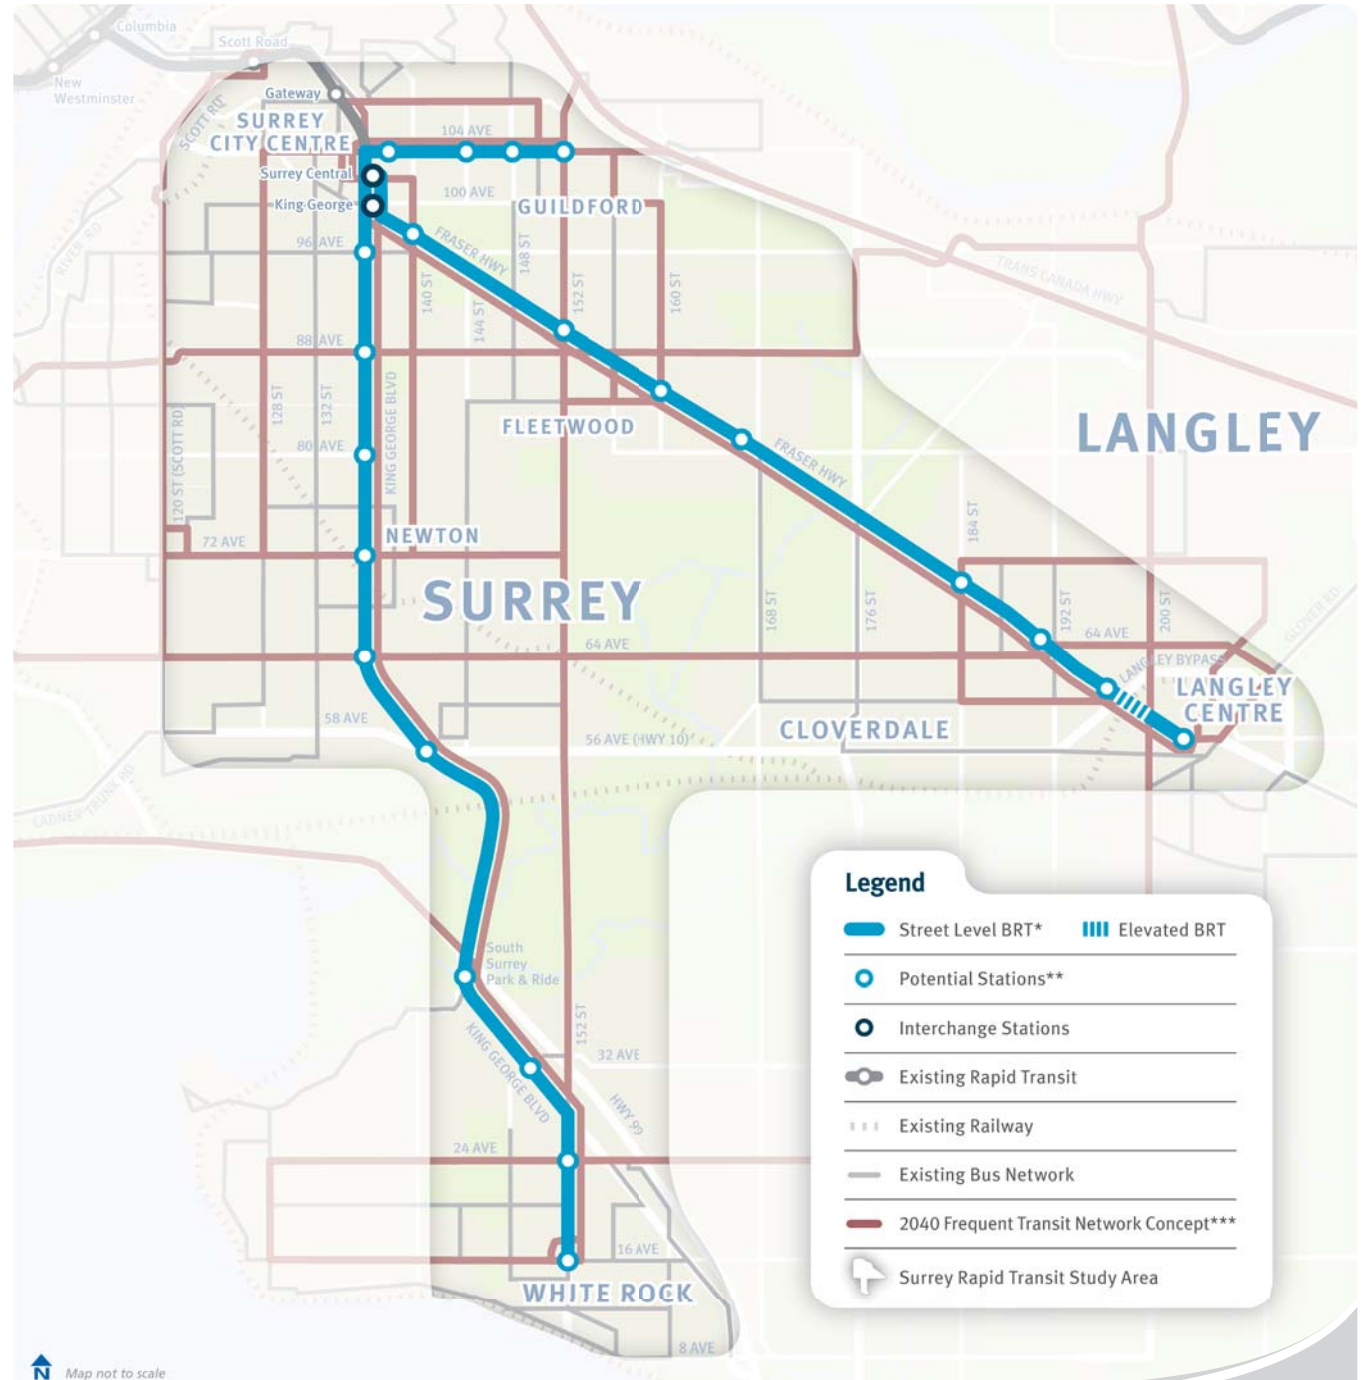 Columbia
Scott Road
New
Westminster
Gateway
SCOTT RD
SURREY
CITY CENTRE
104 AVE
Surrey Central
100 AVE
King George
GUILDFORD
96 AVE
FRASER HWY
148 ST
RIVER RD
140 ST
144 ST
152 ST
160 ST
TRANS CANADA HWY
88 AVE
128 ST
132 ST
KING GEORGE BLVD
FLEETWOOD
LANGLEY
80 AVE
120 ST (SCOTT RD)
FRASER HWY
184 ST
72 AVE
NEWTON
SURREY
168 ST
176 ST
192 ST
200 ST
GLOVER RD
64 AVE
64 AVE
LANGLEY BYPASS
LANGLEY
CENTRE
58 AVE
56 AVE (HWY 10)
CLOVERDALE
LADNER TRUNK RD
South
Surrey
Park & Ride
152 ST
KING GEORGE BLVD
32 AVE
HWY 99
24 AVE
16 AVE
WHITE ROCK
8 AVE
Legend
Street Level BRT* Elevated BRT
Potential Stations**
Interchange Stations
Existing Rapid Transit
Existing Railway
Existing Bus Network
2040 Frequent Transit Network Concept***
Surrey Rapid Transit Study Area
N Map not to scale